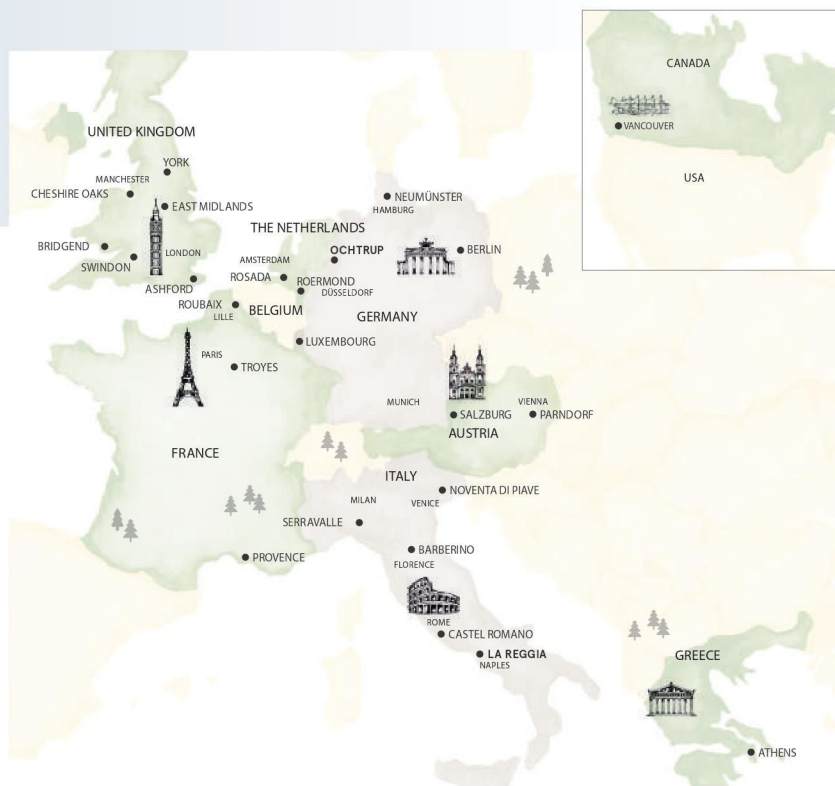 CANADA
VANCOUVER
USA
UNITED KINGDOM
YORK
MANCHESTER
CHESHIRE OAKS
EAST MIDLANDS
BRIDGEND
LONDON
SWINDON
ASHFORD
NEUMÜNSTER
HAMBURG
THE NETHERLANDS
OCHTRUP
BERLIN
AMSTERDAM
ROSADA
ROERMOND
DÜSSELDORF
ROUBAIX
LILLE
BELGIUM
GERMANY
LUXEMBOURG
PARIS
TROYES
MUNICH
VIENNA
SALZBURG
PARNDORF
AUSTRIA
FRANCE
ITALY
MILAN
VENICE
NOVENTA DI PIAVE
SERRAVALLE
BARBERINO
PROVENCE
FLORENCE
ROME
CASTEL ROMANO
LA REGGIA
NAPLES
GREECE
ATHENS